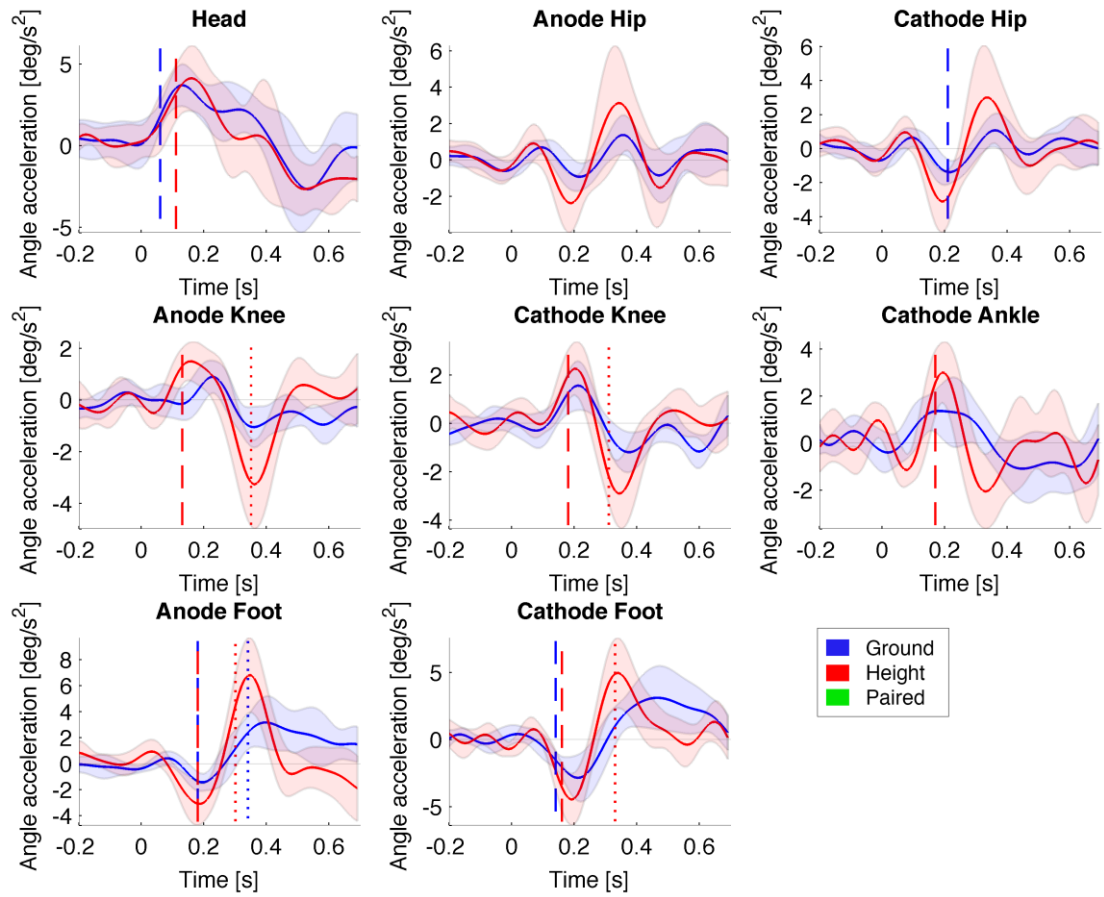 Head
Angle acceleration [deg/s²]
5
0
-5
-0.2 0 0.2 0.4 0.6
Time [s]
Anode Hip
Angle acceleration [deg/s²]
6
4
2
0
-2
-0.2 0 0.2 0.4 0.6
Time [s]
Cathode Hip
Angle acceleration [deg/s²]
6
4
2
0
-2
-4
-0.2 0 0.2 0.4 0.6
Time [s]
Anode Knee
Angle acceleration [deg/s²]
2
0
-2
-4
-0.2 0 0.2 0.4 0.6
Time [s]
Cathode Knee
Angle acceleration [deg/s²]
2
0
-2
-4
-0.2 0 0.2 0.4 0.6
Time [s]
Cathode Ankle
Angle acceleration [deg/s²]
4
2
0
-2
-0.2 0 0.2 0.4 0.6
Time [s]
Anode Foot
Angle acceleration [deg/s²]
8
6
4
2
0
-2
-4
-0.2 0 0.2 0.4 0.6
Time [s]
Cathode Foot
Angle acceleration [deg/s²]
5
0
-5
-0.2 0 0.2 0.4 0.6
Time [s]
Ground
Height
Paired